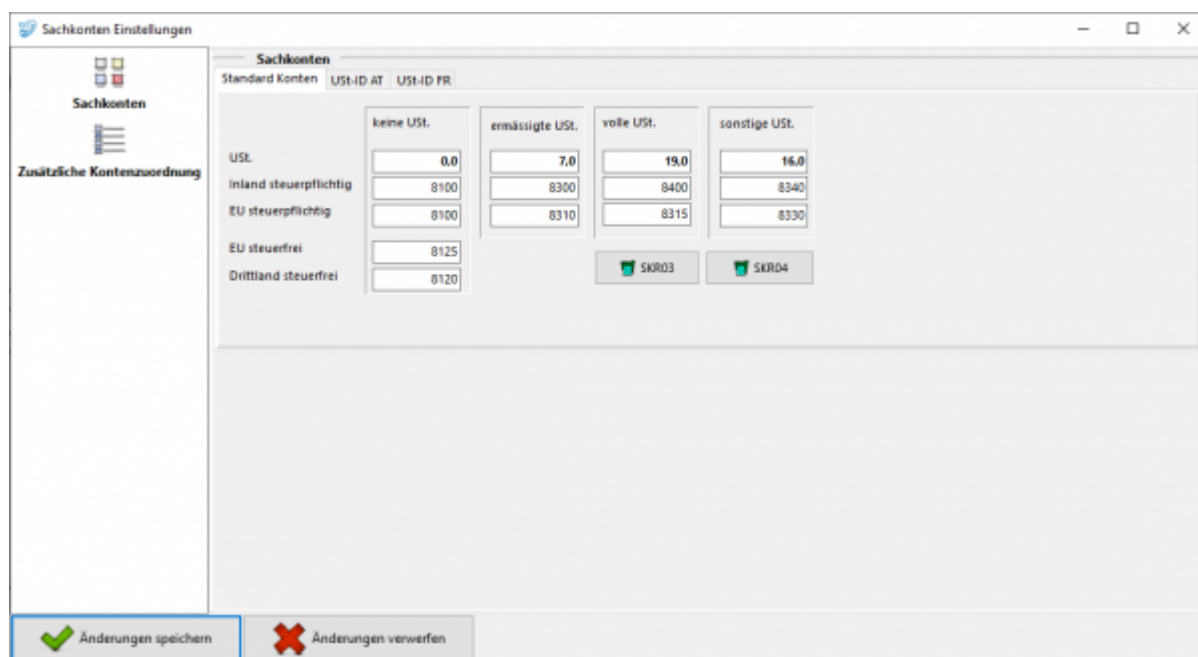 Sachkonten Einstellungen
Sachkonten
Zusätzliche Kontenzuordnung
Sachkonten
Standard Konten USt-ID AT USt-ID FR
keine USt. ermässigte USt. volle USt. sonstige USt.
USt. 0,0 7,0 19,0 16,0
Inland steuerpflichtig 8100 8300 8400 8340
EU steuerpflichtig 8100 8310 8315 8330
EU steuerfrei 8125
Drittland steuerfrei 8120
SKR03 SKR04
Änderungen speichern Änderungen verwerfen